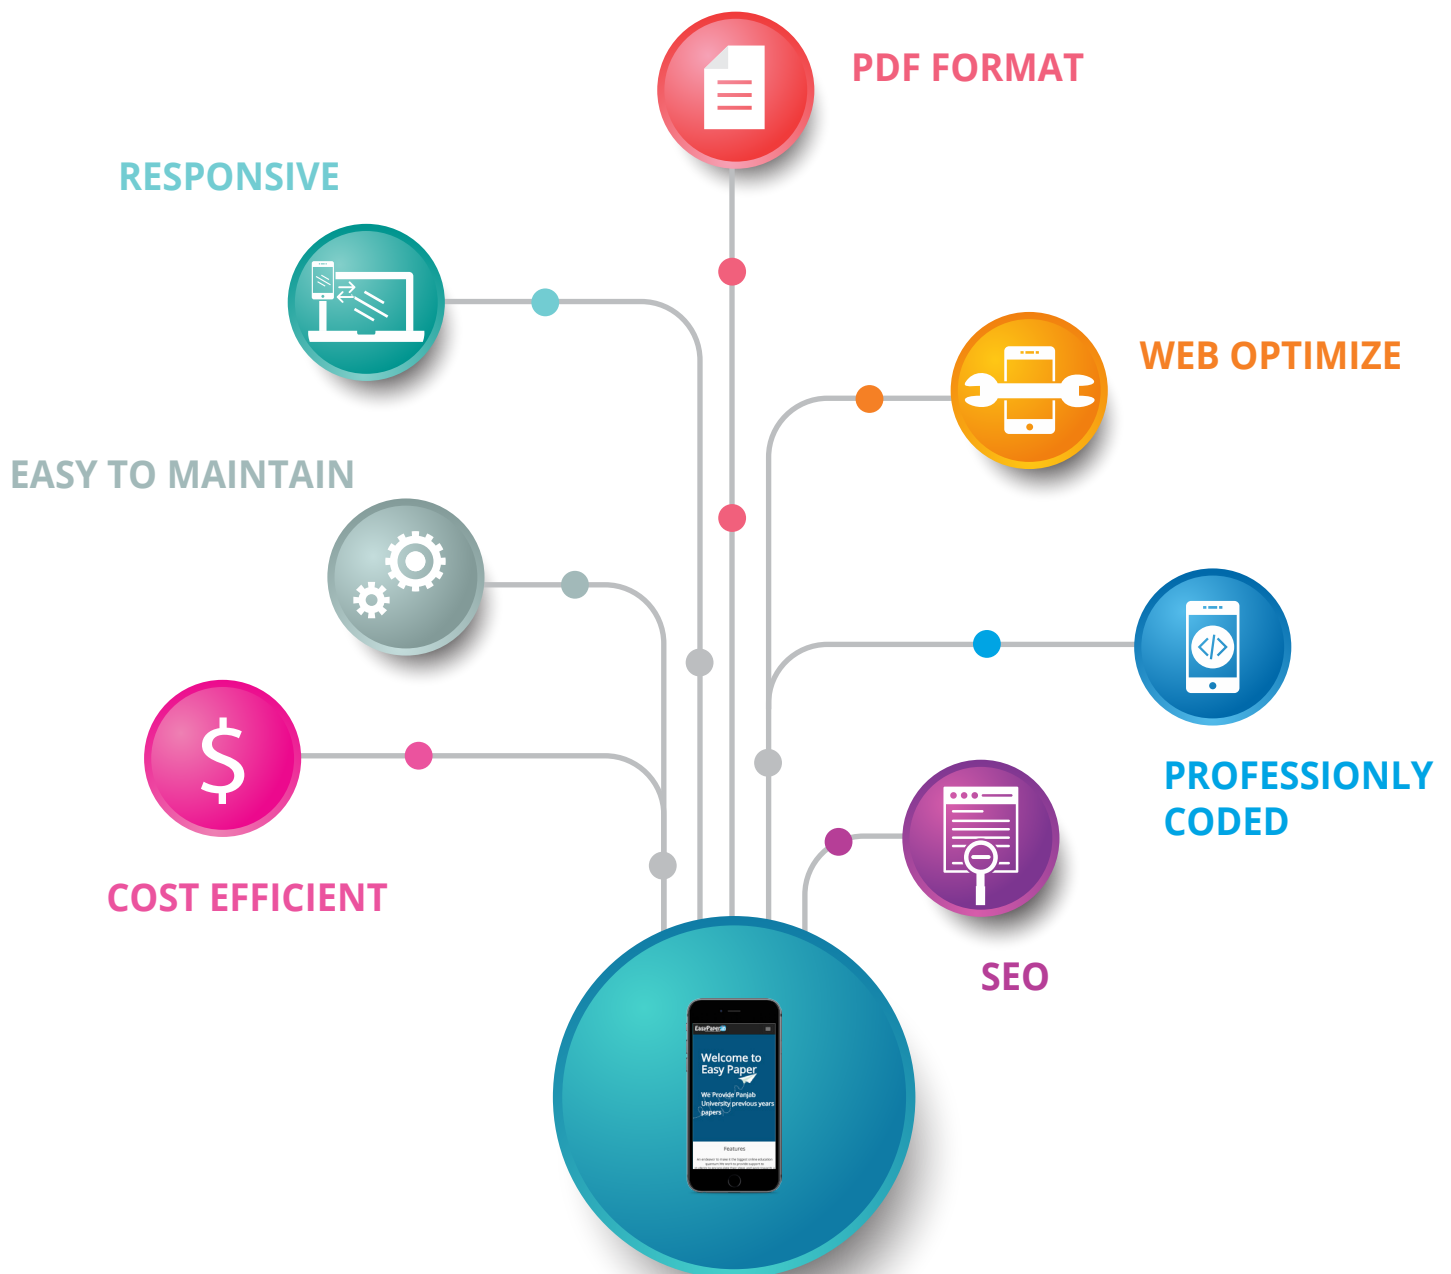 PDF FORMAT
RESPONSIVE
WEB OPTIMIZE
EASY TO MAINTAIN
PROFESSIONLY
CODED
COST EFFICIENT
SEO
Welcome to
Easy Paper
We Provide Panjab
University previous years
papers
Features